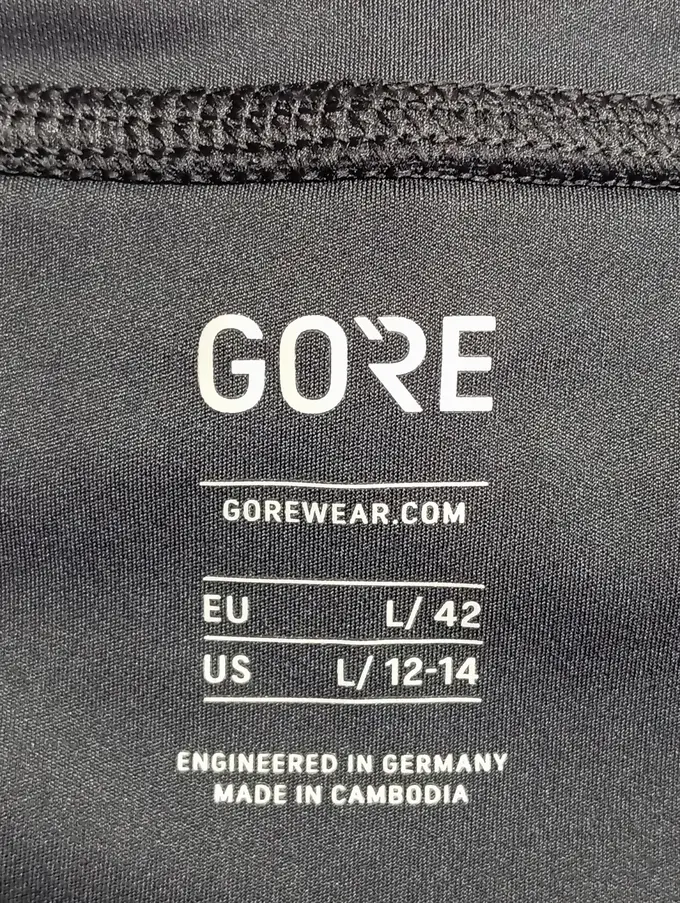 GORE
GOREWEAR.COM
EU L/ 42
US L/ 12-14
ENGINEERED IN GERMANY
MADE IN CAMBODIA